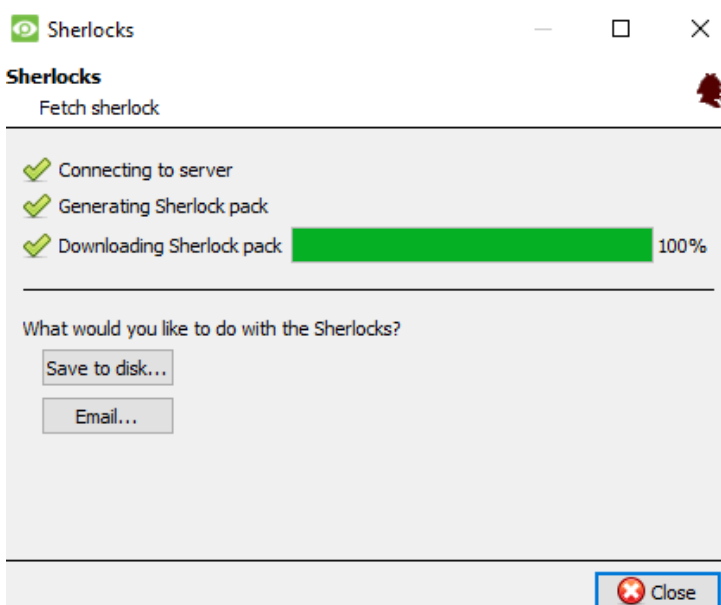 Sherlocks
Sherlocks
Fetch sherlock
Connecting to server
Generating Sherlock pack
Downloading Sherlock pack 100%
What would you like to do with the Sherlocks?
Save to disk...
Email...
Close